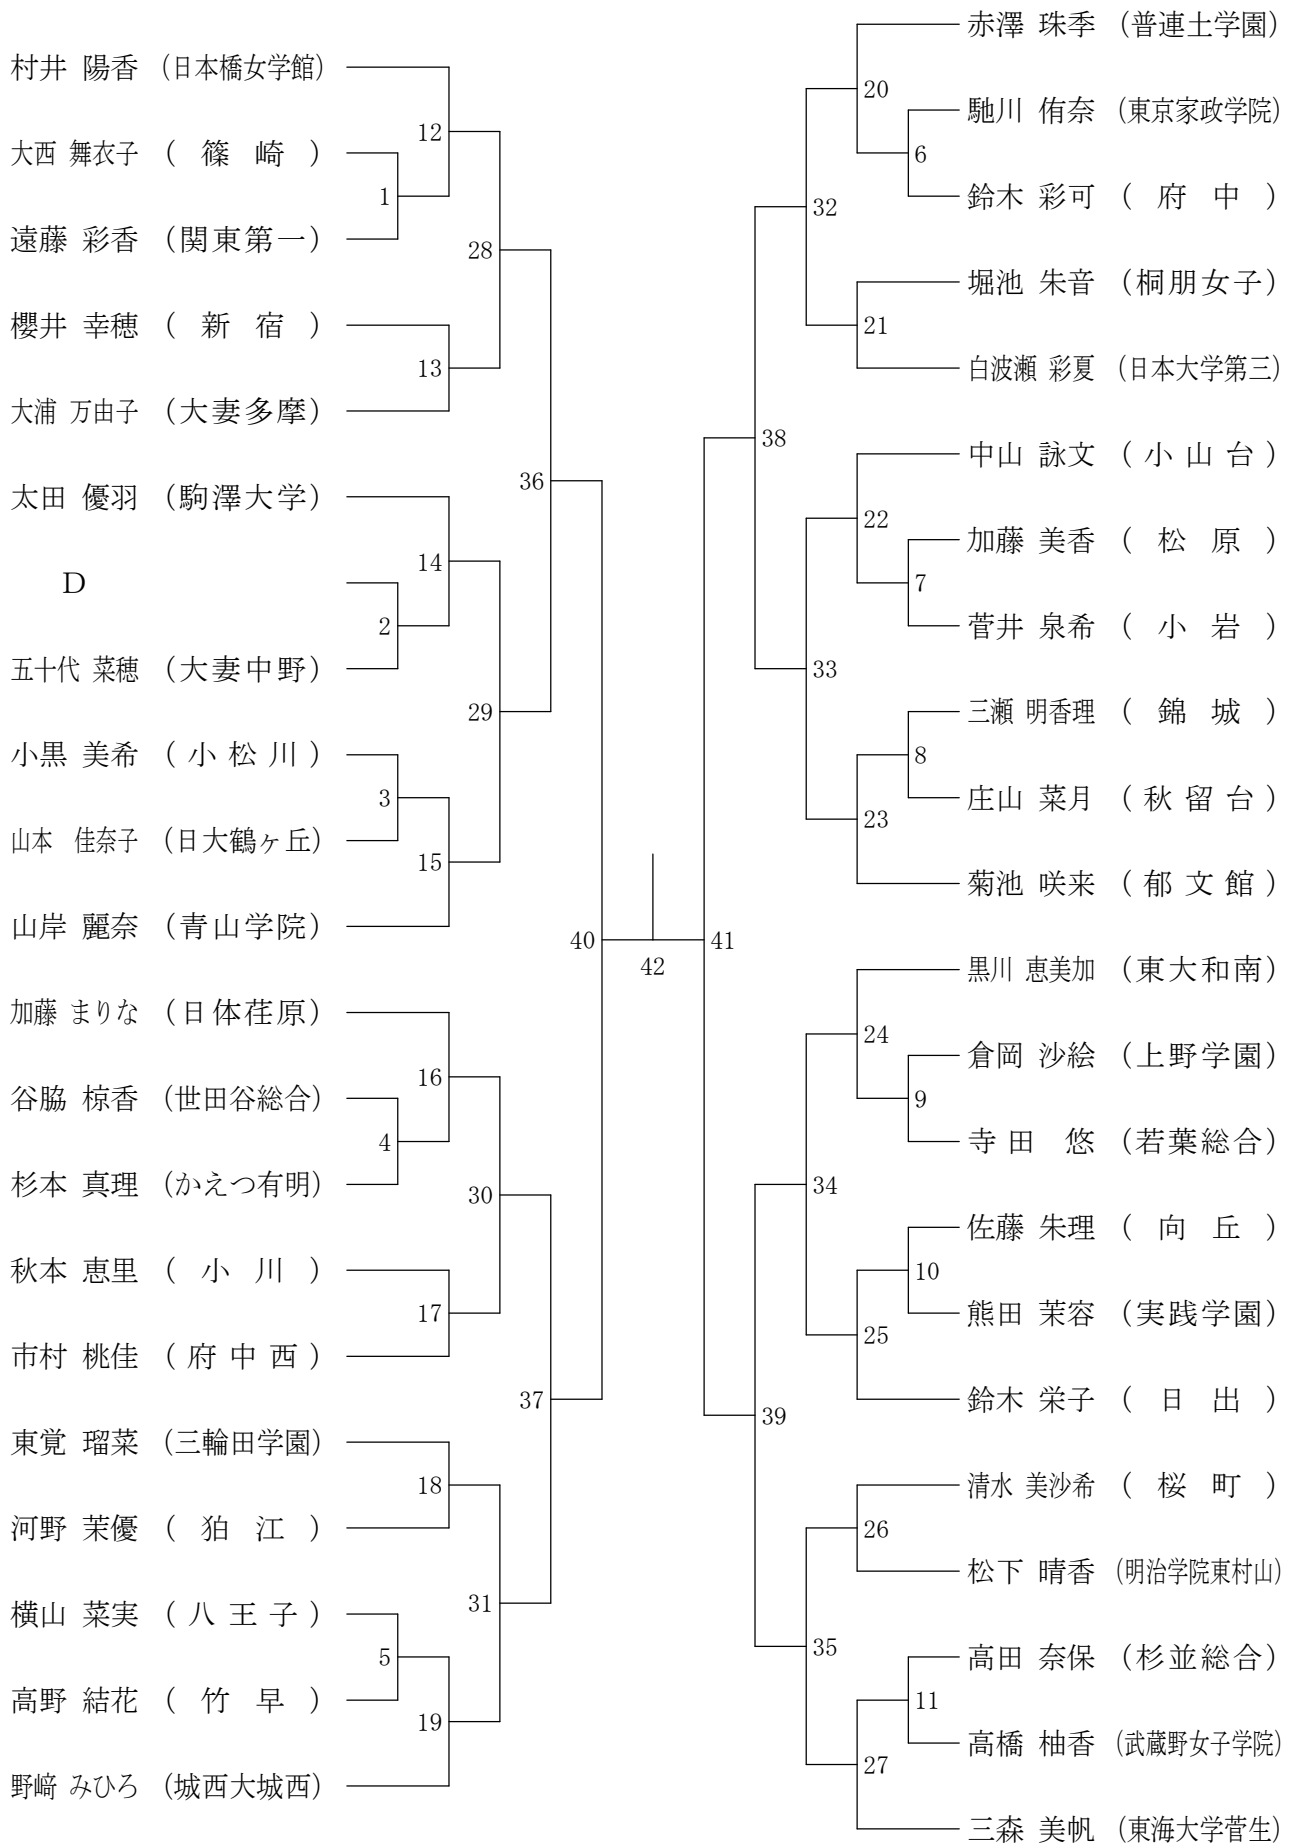 村井 陽香 (日本橋女学館)
大西 舞衣子 ( 篠 崎 )
遠藤 彩香 (関東第一)
櫻井 幸穂 ( 新 宿 )
大浦 万由子 (大妻多摩)
太田 優羽 (駒澤大学)
D
五十代 菜穂 (大妻中野)
小黒 美希 ( 小 松 川 )
山本 佳奈子 (日大鶴ヶ丘)
山岸 麗奈 (青山学院)
加藤 まりな (日体荏原)
谷脇 椋香 (世田谷総合)
杉本 真理 (かえつ有明)
秋本 恵里 ( 小 川 )
市村 桃佳 ( 府 中 西 )
東覚 瑠菜 (三輪田学園)
河野 茉優 ( 狛 江 )
横山 菜実 ( 八 王 子 )
高野 結花 ( 竹 早 )
野﨑 みひろ (城西大城西)
1
2
3
4
5
12
13
14
15
16
17
18
19
28
29
30
31
36
37
40
42
41
38
39
32
33
34
35
20
21
22
23
24
25
26
27
6
7
8
9
10
11
赤澤 珠季 (普連土学園)
馳川 侑奈 (東京家政学院)
鈴木 彩可 ( 府 中 )
堀池 朱音 (桐朋女子)
白波瀬 彩夏 (日本大学第三)
中山 詠文 ( 小 山 台 )
加藤 美香 ( 松 原 )
菅井 泉希 ( 小 岩 )
三瀬 明香理 ( 錦 城 )
庄山 菜月 ( 秋 留 台 )
菊池 咲来 ( 郁 文 館 )
黒川 恵美加 (東大和南)
倉岡 沙絵 (上野学園)
寺田 悠 (若葉総合)
佐藤 朱理 ( 向 丘 )
熊田 茉容 (実践学園)
鈴木 栄子 ( 日 出 )
清水 美沙希 ( 桜 町 )
松下 晴香 (明治学院東村山)
高田 奈保 (杉並総合)
高橋 柚香 (武蔵野女子学院)
三森 美帆 (東海大学菅生)